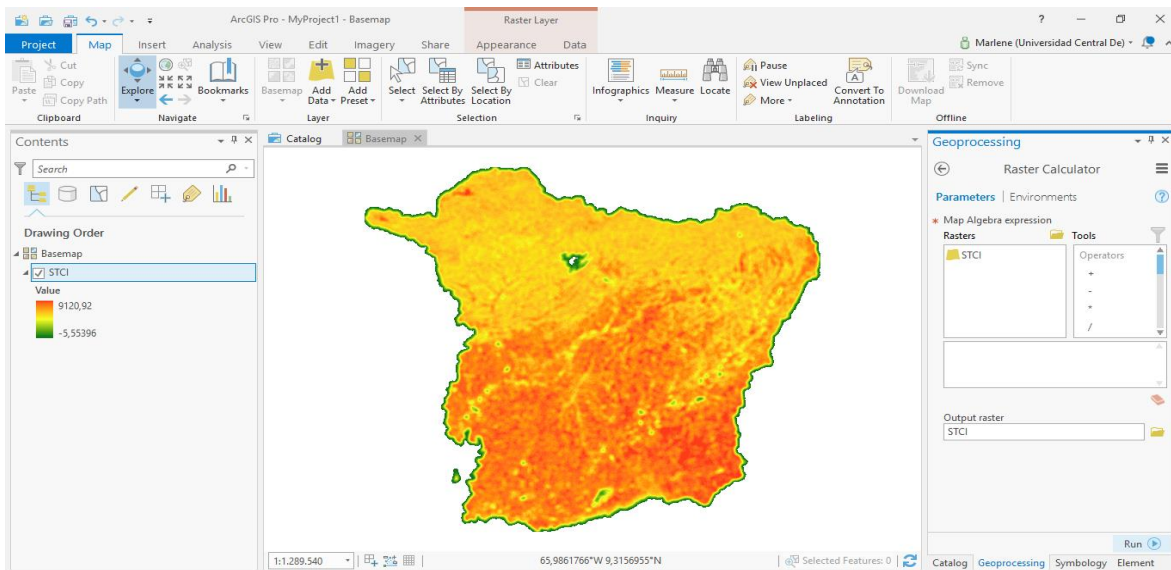 ArcGIS Pro - MyProject1 - Basemap
Raster Layer
?
Project Map Insert Analysis View Edit Imagery Share Appearance Data
Marlene (Universidad Central De)
Paste
Cut
Copy
Copy Path
Clipboard
Explore
Bookmarks
Navigate
Basemap
Add Data
Add Preset
Layer
Select
Select By Attributes
Select By Location
Attributes
Clear
Selection
Infographics
Measure
Locate
Inquiry
Pause
View Unplaced
More
Convert To Annotation
Labeling
Download Map
Sync
Remove
Offline
Contents
Search
Drawing Order
Basemap
STCI
Value
9120,92
-5,55396
Catalog
Basemap
1:1.289.540
65,9861766°W 9,3156955°N
Selected Features: 0
Geoprocessing
Raster Calculator
Parameters | Environments
* Map Algebra expression
Rasters
Tools
STCI
Operators
+
-
*
/
Output raster
STCI
Run
Catalog Geoprocessing Symbology Element